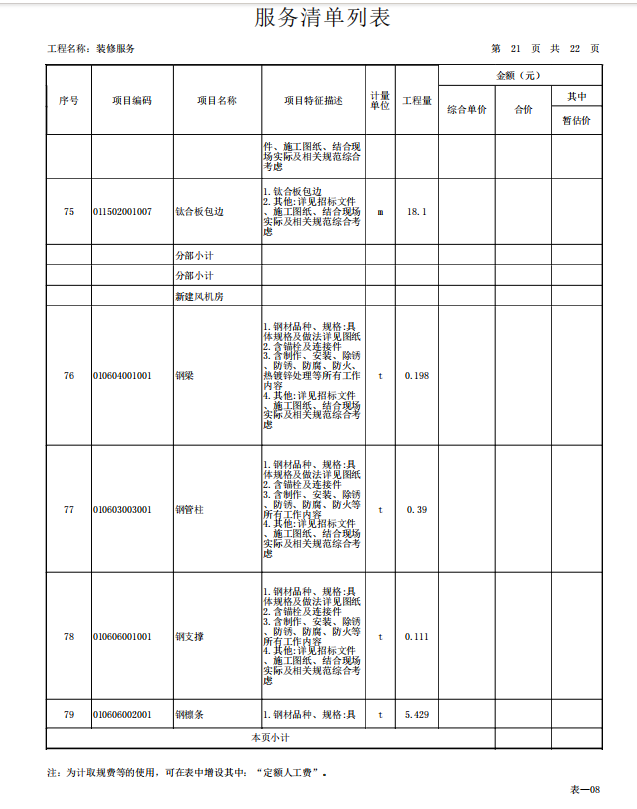 服务清单列表
工程名称：装修服务
第 21 页 共 22 页
序号
项目编码
项目名称
项目特征描述
计量
单位
工程量
金额（元）
综合单价
合价
其中
暂估价
件、施工图纸、结合现
场实际及相关规范综合
考虑
75
011502001007
钛合板包边
1.钛合板包边
2.其他:详见招标文件
、施工图纸、结合现场
实际及相关规范综合考
虑
m
18.1
分部小计
分部小计
新建风机房
76
010604001001
钢梁
1.钢材品种、规格:具
体规格及做法详见图纸
2.含锚栓及连接件
3.含制作、安装、除锈
、防锈、防腐、防火、
热镀锌处理等所有工作
内容
4.其他:详见招标文件
、施工图纸、结合现场
实际及相关规范综合考
虑
t
0.198
77
010603003001
钢管柱
1.钢材品种、规格:具
体规格及做法详见图纸
2.含锚栓及连接件
3.含制作、安装、除锈
、防锈、防腐、防火等
所有工作内容
4.其他:详见招标文件
、施工图纸、结合现场
实际及相关规范综合考
虑
t
0.39
78
010606001001
钢支撑
1.钢材品种、规格:具
体规格及做法详见图纸
2.含锚栓及连接件
3.含制作、安装、除锈
、防锈、防腐、防火等
所有工作内容
4.其他:详见招标文件
、施工图纸、结合现场
实际及相关规范综合考
虑
t
0.111
79
010606002001
钢檩条
1.钢材品种、规格:具
t
5.429
本页小计
注：为计取规费等的使用，可在表中增设其中：“定额人工费”。
表—08